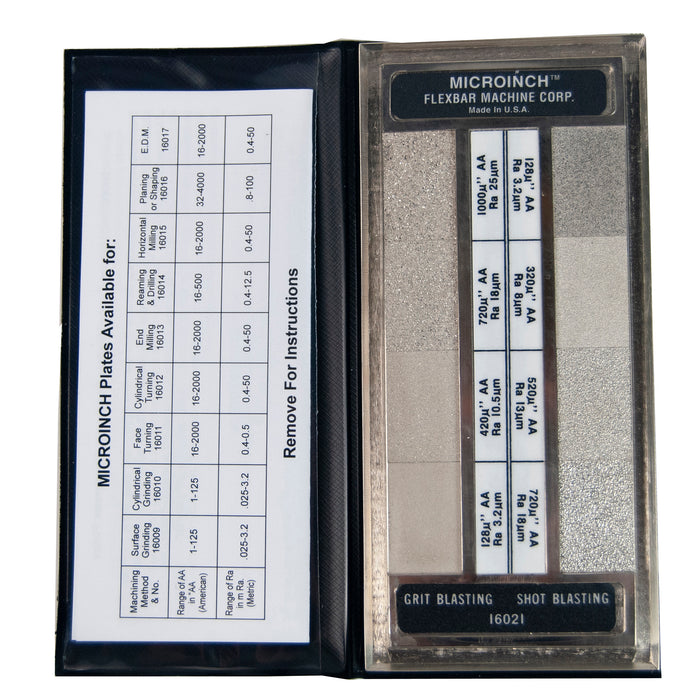 MICROINCH Plates Available for:
Machining Method & No. | Surface Grinding 16009 | Cylindrical Grinding 16010 | Face Turning 16011 | Cylindrical Turning 16012 | End Milling 16013 | Reaming & Drilling 16014 | Horizontal Milling 16015 | Planing or Shaping 16016 | E.D.M. 16017
Range of AA in "AA (American) | 1-125 | 1-125 | 16-2000 | 16-2000 | 16-2000 | 16-500 | 16-2000 | 32-4000 | 16-2000
Range of Ra in m Ra. (Metric) | .025-3.2 | .025-3.2 | 0.4-0.5 | 0.4-50 | 0.4-50 | 0.4-12.5 | 0.4-50 | .8-100 | 0.4-50
Remove For Instructions
MICROINCH™
FLEXBAR MACHINE CORP.
Made in U.S.A.
1000µ'' AA
Ra 25µm
720µ'' AA
Ra 18µm
420µ'' AA
Ra 10.5µm
128µ'' AA
Ra 3.2µm
128µ'' AA
Ra 3.2µm
320µ'' AA
Ra 8µm
520µ'' AA
Ra 13µm
720µ'' AA
Ra 18µm
GRIT BLASTING SHOT BLASTING
16021